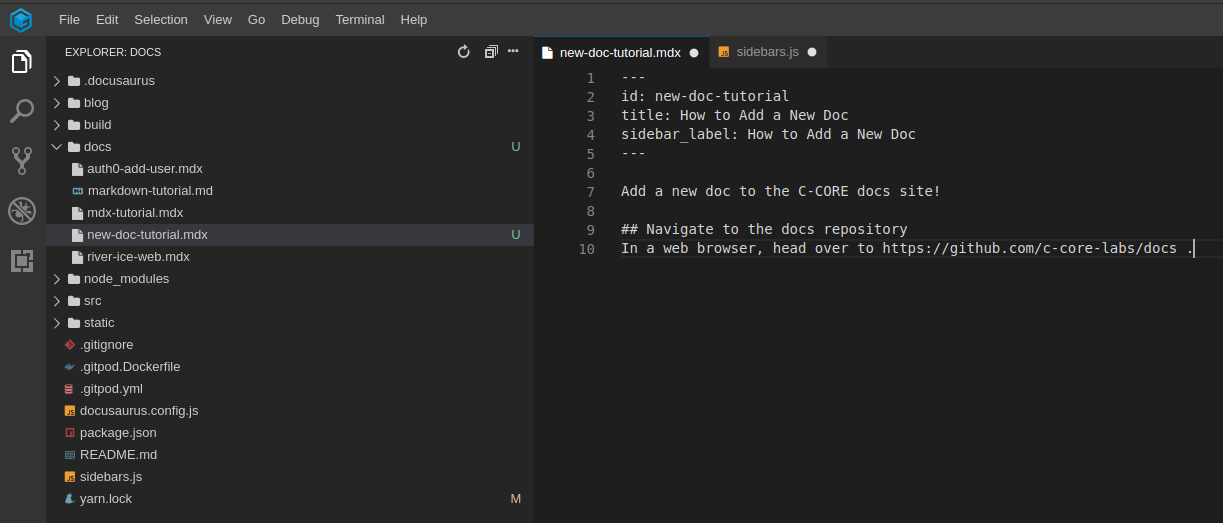 File Edit Selection View Go Debug Terminal Help
EXPLORER: DOCS
.docusaurus
blog
build
docs U
auth0-add-user.mdx
markdown-tutorial.md
mdx-tutorial.mdx
new-doc-tutorial.mdx U
river-ice-web.mdx
node_modules
src
static
.gitignore
.gitpod.Dockerfile
.gitpod.yml
docusaurus.config.js
package.json
README.md
sidebars.js
yarn.lock M
new-doc-tutorial.mdx sidebars.js
1 ---
2 id: new-doc-tutorial
3 title: How to Add a New Doc
4 sidebar_label: How to Add a New Doc
5 ---
6
7 Add a new doc to the C-CORE docs site!
8
9 ## Navigate to the docs repository
10 In a web browser, head over to https://github.com/c-core-labs/docs .